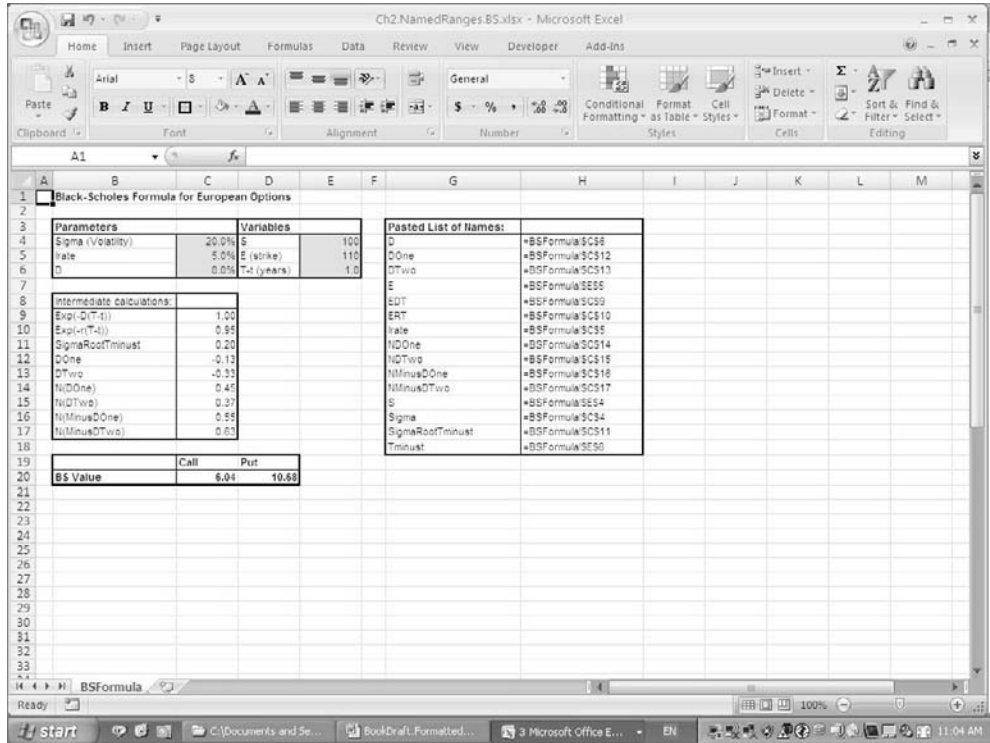 Ch2.NamedRanges.BS.xlsx - Microsoft Excel
Home Insert Page Layout Formulas Data Review View Developer Add-Ins
Paste
Arial 8 A A
B I U A
General
$ % ,
Conditional Formatting
Format as Table
Cell Styles
Insert
Delete
Format
Σ
Sort & Filter
Find & Select
Clipboard Font Alignment Number Styles Cells Editing
A1 fx
A B C D E F G H I J K L M
1 Black-Scholes Formula for European Options
2
3 Parameters Variables Pasted List of Names:
4 Sigma (Volatility) 20.0% S 100 D =BSFormula!$C$6
5 Irate 5.0% E (strike) 110 DOne =BSFormula!$C$12
6 D 0.0% T-t (years) 1.0 DTwo =BSFormula!$C$13
7 E =BSFormula!$E$5
8 Intermediate calculations: EDT =BSFormula!$C$9
9 Exp(-D(T-t)) 1.00 ERT =BSFormula!$C$10
10 Exp(-r(T-t)) 0.95 Irate =BSFormula!$C$5
11 SigmaRootTminust 0.20 NDOne =BSFormula!$C$14
12 DOne -0.13 NDTwo =BSFormula!$C$15
13 DTwo -0.33 NMinusDOne =BSFormula!$C$16
14 N(DOne) 0.45 NMinusDTwo =BSFormula!$C$17
15 N(DTwo) 0.37 S =BSFormula!$E$4
16 N(MinusDOne) 0.55 Sigma =BSFormula!$C$4
17 N(MinusDTwo) 0.63 SigmaRootTminust =BSFormula!$C$11
18 Tminust =BSFormula!$E$6
19 Call Put
20 BS Value 6.04 10.68
21
22
23
24
25
26
27
28
29
30
31
32
33
BSFormula
Ready 100%
start C:\Documents and Se... BookDraft.Formatted... 3 Microsoft Office E... EN 11:04 AM